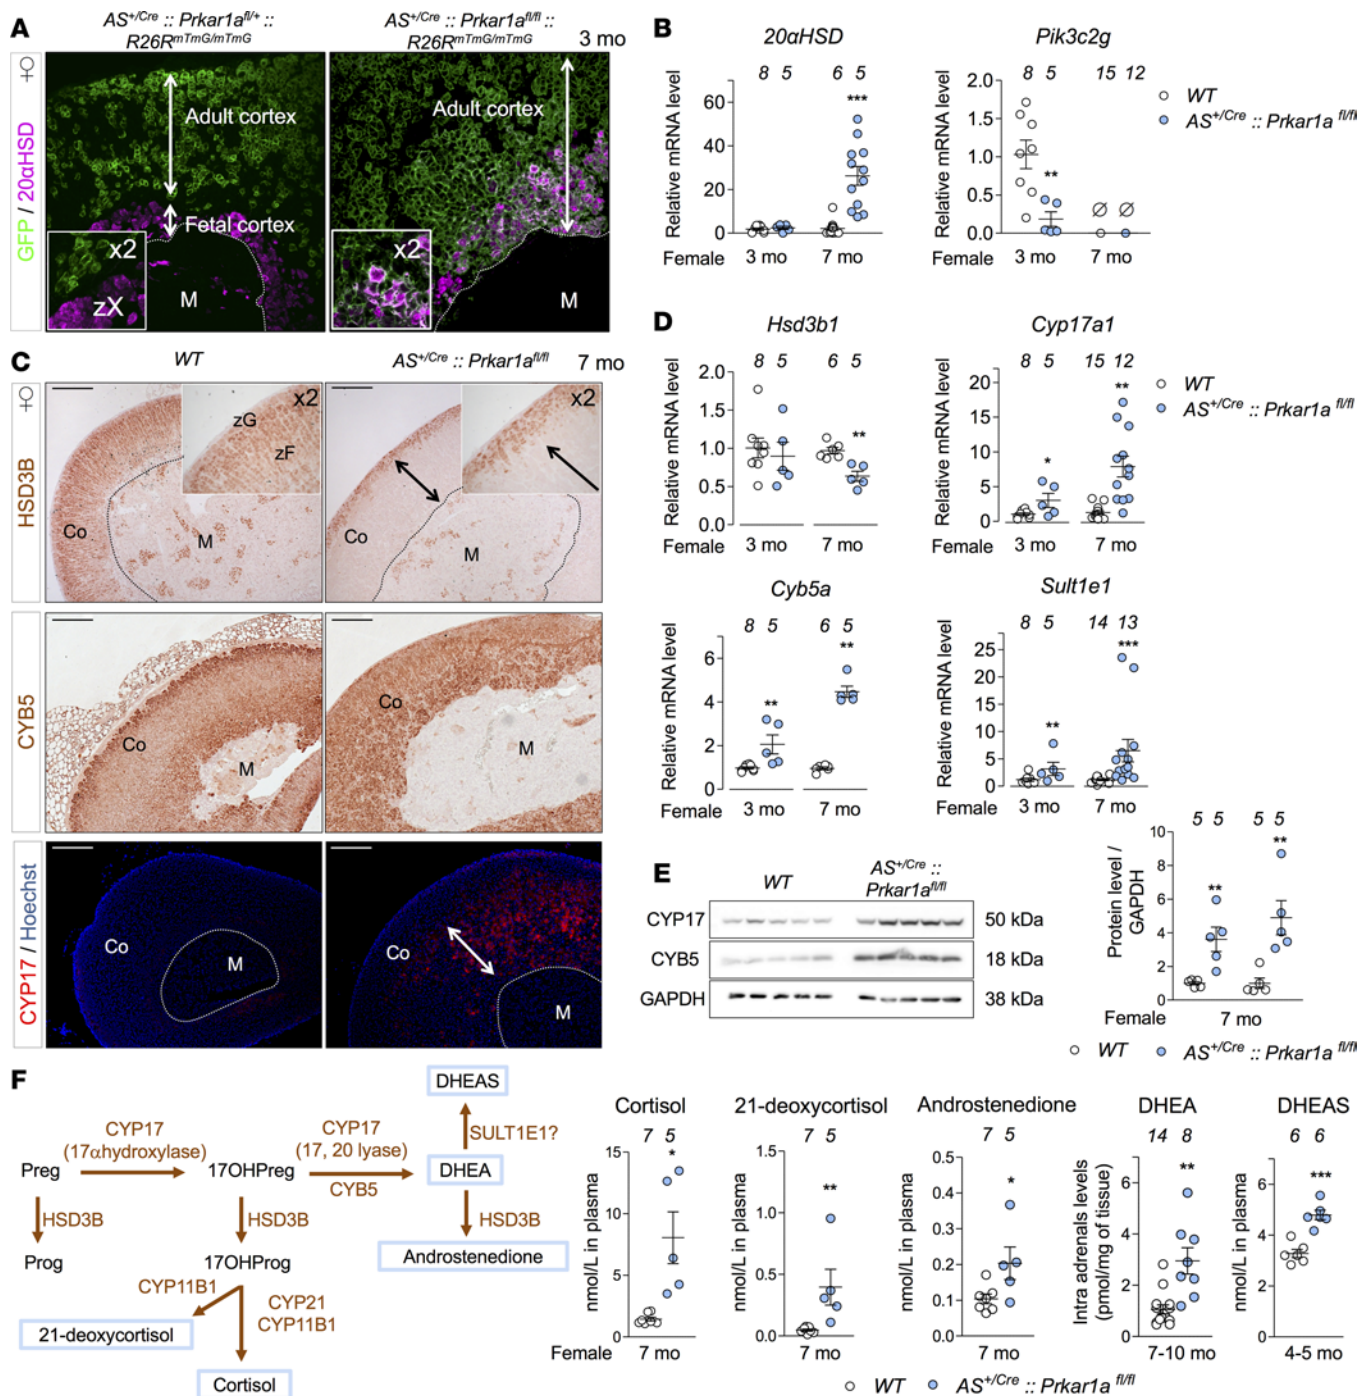 A
AS+/Cre :: Prkar1afl/+ ::
R26RmTmG/mTmG
AS+/Cre :: Prkar1afl/fl ::
R26RmTmG/mTmG
3 mo
♀
GFP / 20αHSD
Adult cortex
Fetal cortex
x2
zX
M
Adult cortex
x2
M
B
20αHSD
8 5 6 5
***
Relative mRNA level
60
40
20
0
Female 3 mo 7 mo
Pik3c2g
8 5 15 12
**
Relative mRNA level
2.0
1.5
1.0
0.5
0.0
Female 3 mo 7 mo
WT
AS+/Cre :: Prkar1a fl/fl
C
WT
AS+/Cre :: Prkar1afl/fl
7 mo
♀
HSD3B
x2
zG
zF
Co
M
x2
Co
M
CYB5
Co
M
Co
M
CYP17 / Hoechst
Co
M
Co
M
D
Hsd3b1
8 5 6 5
**
Relative mRNA level
2.0
1.5
1.0
0.5
0.0
Female 3 mo 7 mo
Cyp17a1
8 5 15 12
* **
Relative mRNA level
20
15
10
5
0
Female 3 mo 7 mo
WT
AS+/Cre :: Prkar1a fl/fl
Cyb5a
8 5 6 5
** **
Relative mRNA level
6
4
2
0
Female 3 mo 7 mo
Sult1e1
8 5 14 13
** ***
Relative mRNA level
25
20
15
10
5
0
Female 3 mo 7 mo
E
WT
AS+/Cre ::
Prkar1afl/fl
CYP17 50 kDa
CYB5 18 kDa
GAPDH 38 kDa
5 5 5 5
** **
Protein level /
GAPDH
10
8
6
4
2
0
Female 7 mo
WT AS+/Cre :: Prkar1a fl/fl
F
DHEAS
SULT1E1?
CYP17
(17αhydroxylase)
CYP17
(17, 20 lyase)
Preg
17OHPreg
DHEA
CYB5
HSD3B
HSD3B
HSD3B
Prog
17OHProg
Androstenedione
CYP11B1
CYP21
CYP11B1
21-deoxycortisol
Cortisol
Cortisol
7 5
*
nmol/L in plasma
15
10
5
0
Female 7 mo
21-deoxycortisol
7 5
**
nmol/L in plasma
1.5
1.0
0.5
0.0
7 mo
Androstenedione
7 5
*
nmol/L in plasma
0.5
0.4
0.3
0.2
0.1
0.0
7 mo
DHEA
14 8
**
Intra adrenals levels
(pmol/mg of tissue)
6
4
2
0
7-10 mo
DHEAS
6 6
***
nmol/L in plasma
6
4
2
0
4-5 mo
WT AS+/Cre :: Prkar1a fl/fl